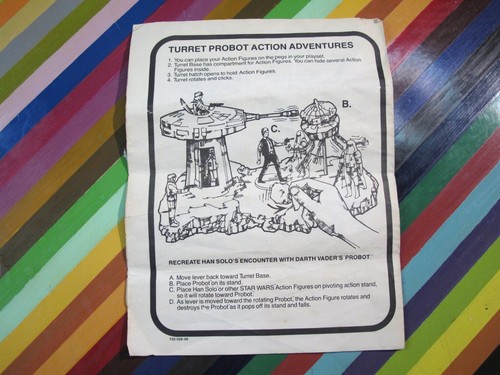 TURRET PROBOT ACTION ADVENTURES
1. You can place your Action Figures on the pegs in your playset.
2. Turret Base has compartment for Action Figures. You can hide several Action
Figures inside.
3. Turret hatch opens to hold Action Figures.
4. Turret rotates and clicks.
B.
C.
RECREATE HAN SOLO'S ENCOUNTER WITH DARTH VADER'S PROBOT
A. Move lever back toward Turret Base.
B. Place Probot on its stand.
C. Place Han Solo or other STAR WARS Action Figures on pivoting action stand,
so it will rotate toward Probot.
D. As lever is moved toward the rotating Probot, the Action Figure rotates and
destroys the Probot as it pops off its stand and falls.